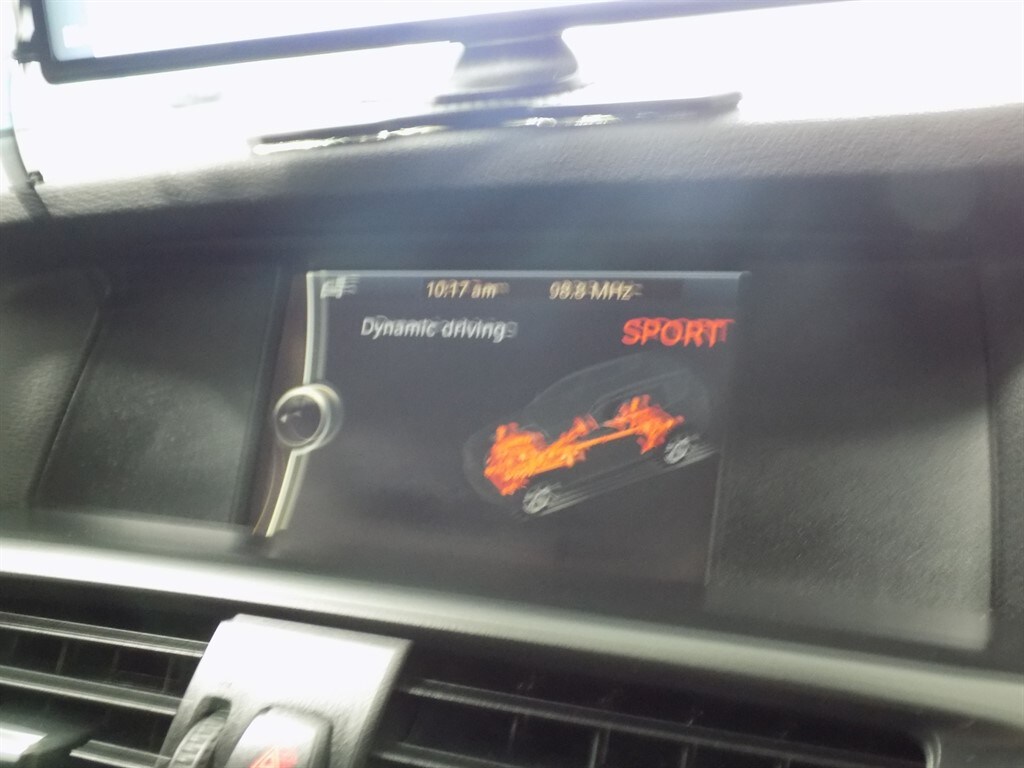 10:17 am 98.8 MHz
Dynamic driving SPORT